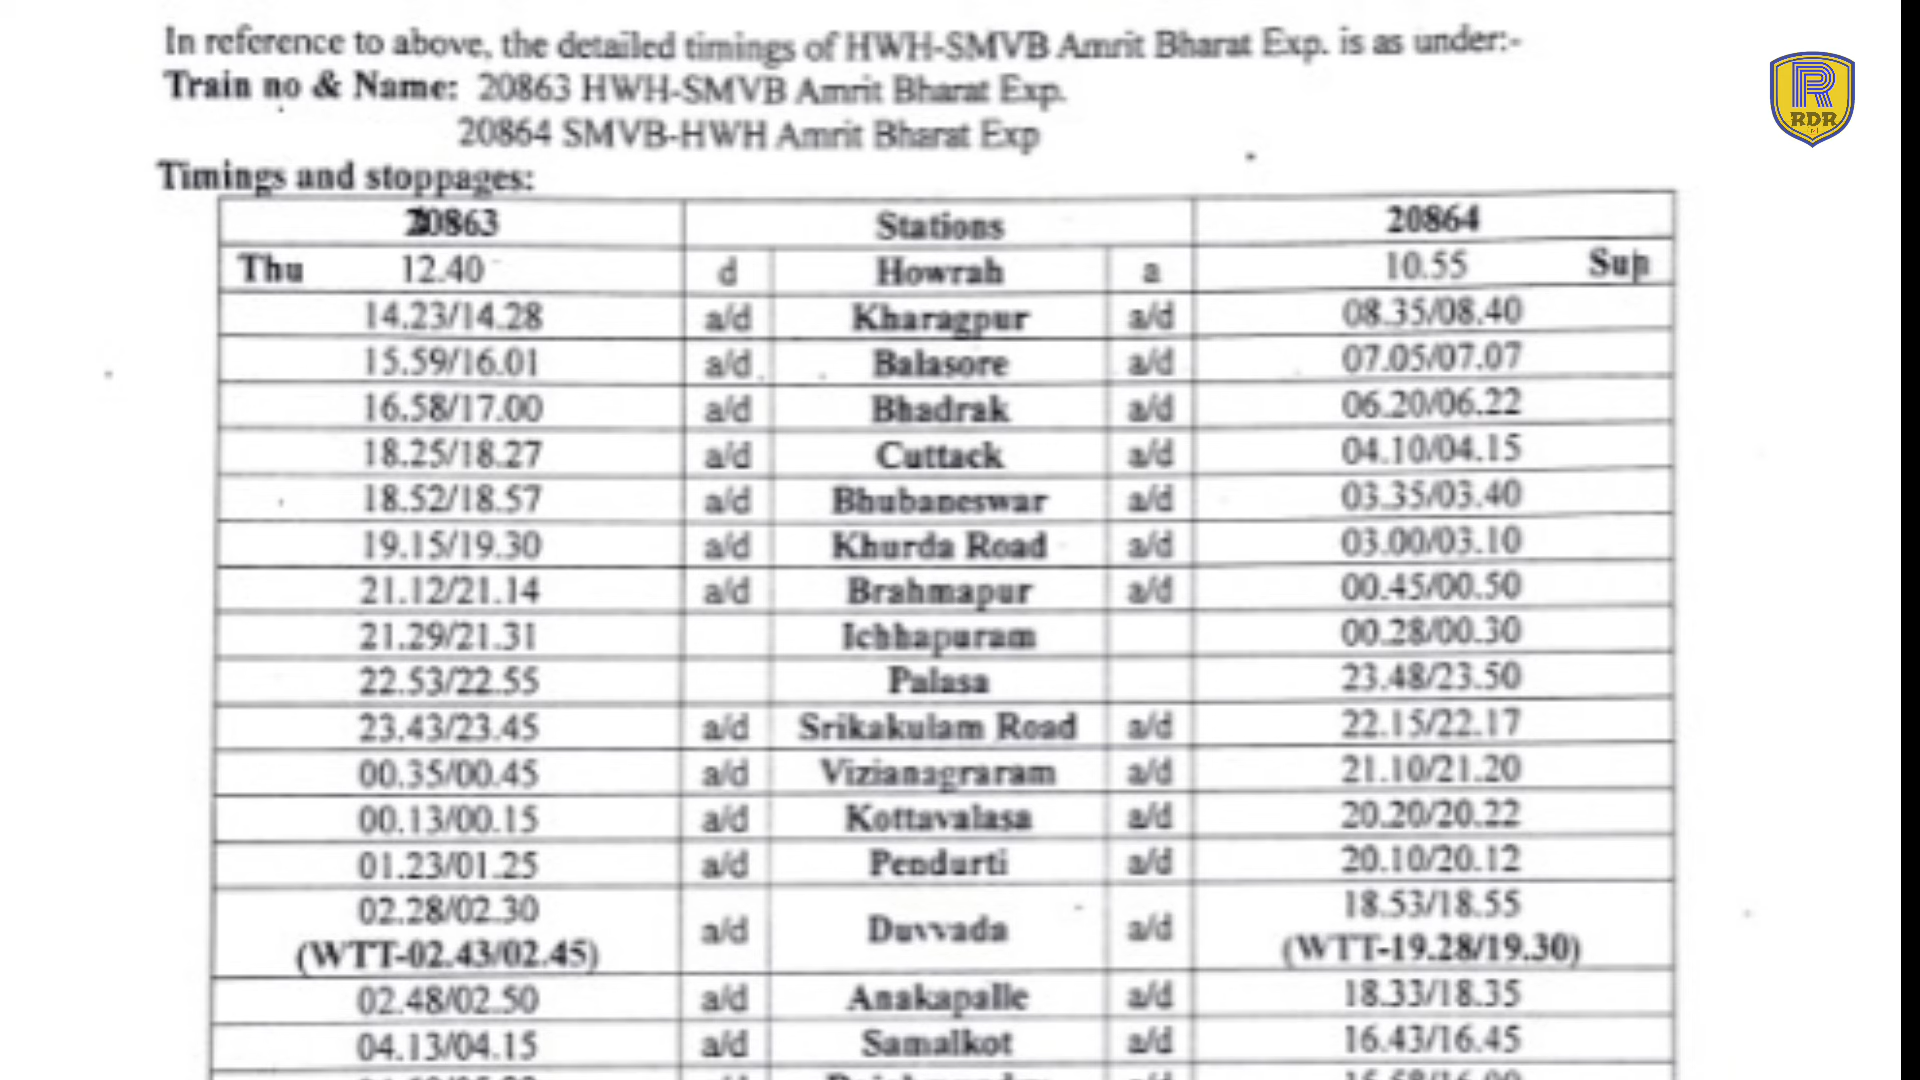 In reference to above, the detailed timings of HWH-SMVB Amrit Bharat Exp. is as under:-
Train no & Name: 20863 HWH-SMVB Amrit Bharat Exp.
20864 SMVB-HWH Amrit Bharat Exp
Timings and stoppages:
20863 Stations 20864
Thu 12.40 d Howrah a 10.55 Sun
14.23/14.28 a/d Kharagpur a/d 08.35/08.40
15.59/16.01 a/d Balasore a/d 07.05/07.07
16.58/17.00 a/d Bhadrak a/d 06.20/06.22
18.25/18.27 a/d Cuttack a/d 04.10/04.15
18.52/18.57 a/d Bhubaneswar a/d 03.35/03.40
19.15/19.30 a/d Khurda Road a/d 03.00/03.10
21.12/21.14 a/d Brahmapur a/d 00.45/00.50
21.29/21.31 Ichhapuram 00.28/00.30
22.53/22.55 Palasa 23.48/23.50
23.43/23.45 a/d Srikakulam Road a/d 22.15/22.17
00.35/00.45 a/d Vizianagraram a/d 21.10/21.20
00.13/00.15 a/d Kottavalasa a/d 20.20/20.22
01.23/01.25 a/d Pendurti a/d 20.10/20.12
02.28/02.30 18.53/18.55
a/d Duvvada a/d
(WTT-02.43/02.45) (WTT-19.28/19.30)
02.48/02.50 a/d Anakapalle a/d 18.33/18.35
04.13/04.15 a/d Samalkot a/d 16.43/16.45
R
RDR